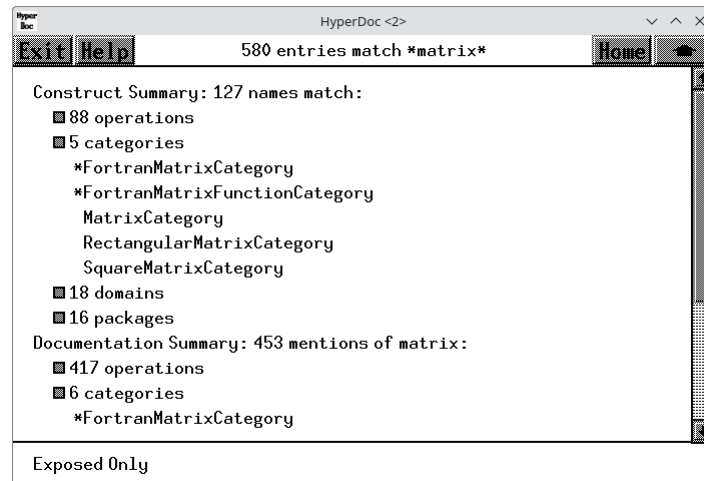 Hyper
Doc
HyperDoc <2>
Exit Help 580 entries match *matrix* Home
Construct Summary: 127 names match:
88 operations
5 categories
*FortranMatrixCategory
*FortranMatrixFunctionCategory
MatrixCategory
RectangularMatrixCategory
SquareMatrixCategory
18 domains
16 packages
Documentation Summary: 453 mentions of matrix:
417 operations
6 categories
*FortranMatrixCategory
Exposed Only